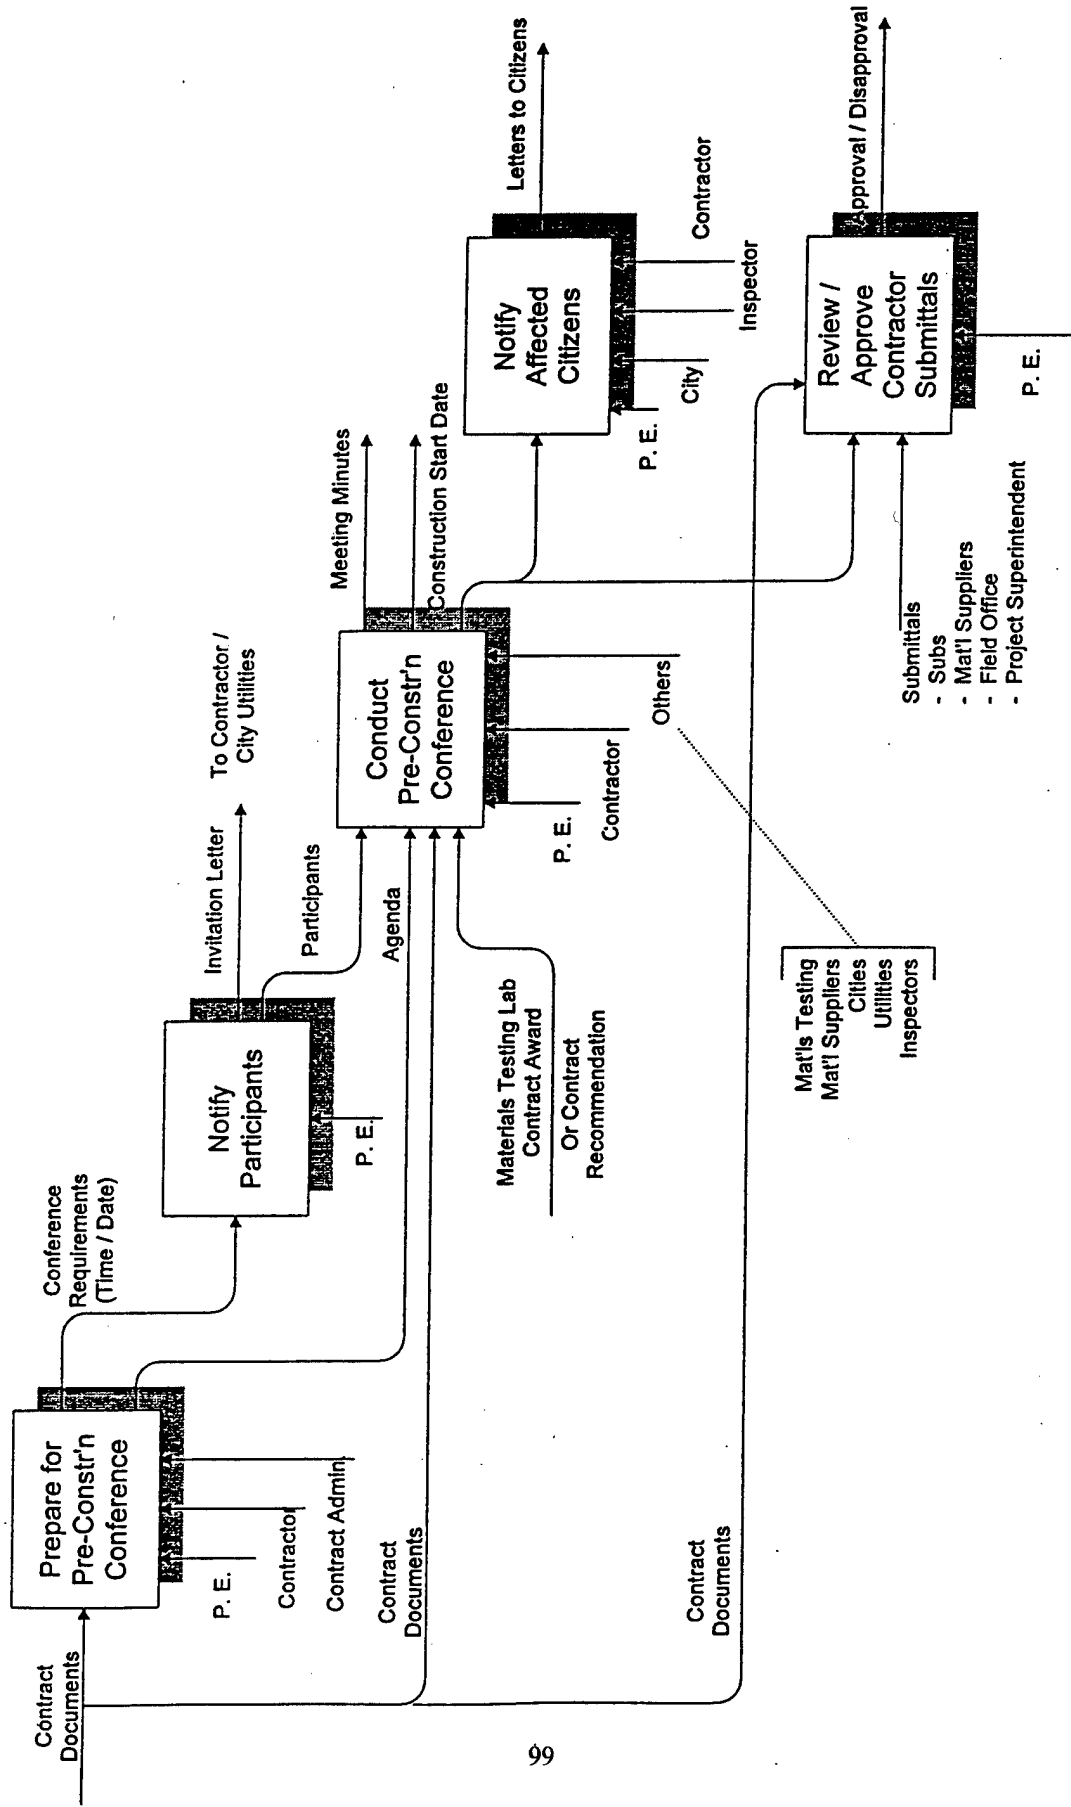 Contract
Documents
Prepare for
Pre-Constr'n
Conference
P. E.
Contractor
Contract Admin
Conference
Requirements
(Time / Date)
Notify
Participants
P. E.
Invitation Letter
To Contractor /
City Utilities
Participants
Agenda
Contract
Documents
Materials Testing Lab
Contract Award
Or Contract
Recommendation
Conduct
Pre-Constr'n
Conference
P. E.
Contractor
Others
Mat'ls Testing
Mat'l Suppliers
Cities
Utilities
Inspectors
Meeting Minutes
Construction Start Date
Notify
Affected
Citizens
P. E.
City
Inspector
Contractor
Letters to Citizens
Contract
Documents
Submittals
- Subs
- Mat'l Suppliers
- Field Office
- Project Superintendent
Review /
Approve
Contractor
Submittals
P. E.
Approval / Disapproval
99